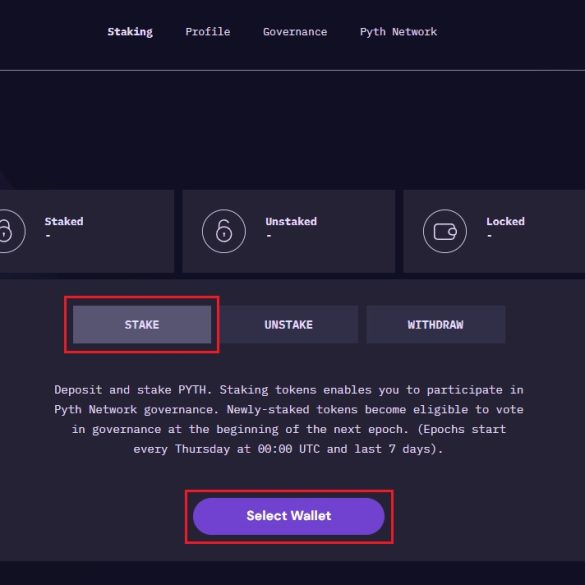 Staking Profile Governance Pyth Network
Staked Unstaked Locked
- - -
STAKE UNSTAKE WITHDRAW
Deposit and stake PYTH. Staking tokens enables you to participate in
Pyth Network governance. Newly-staked tokens become eligible to vote
in governance at the beginning of the next epoch. (Epochs start
every Thursday at 00:00 UTC and last 7 days).
Select Wallet